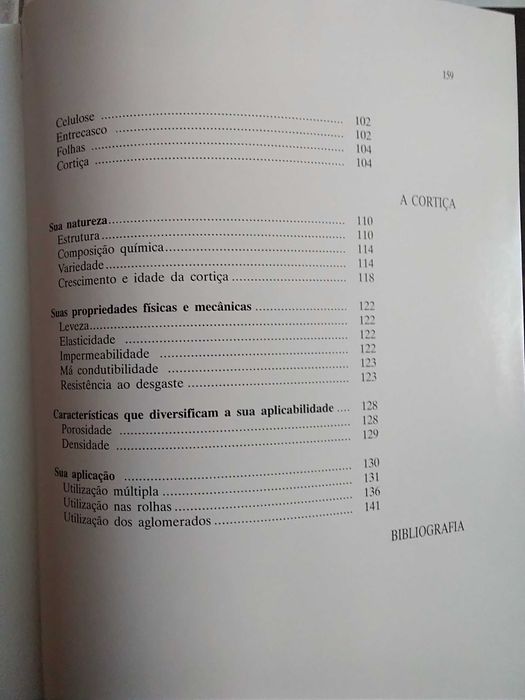 159
Celulose ........ 102
Entrecasco ........ 102
Folhas ........ 104
Cortiça ........ 104
A CORTIÇA
Sua natureza ........ 110
Estrutura ........ 110
Composição química ........ 114
Variedade ........ 114
Crescimento e idade da cortiça ........ 118
Suas propriedades físicas e mecânicas ........ 122
Leveza ........ 122
Elasticidade ........ 122
Impermeabilidade ........ 122
Má condutibilidade ........ 123
Resistência ao desgaste ........ 123
Características que diversificam a sua aplicabilidade .... 128
Porosidade ........ 128
Densidade ........ 129
Sua aplicação ........ 130
Utilização múltipla ........ 131
Utilização nas rolhas ........ 136
Utilização dos aglomerados ........ 141
BIBLIOGRAFIA